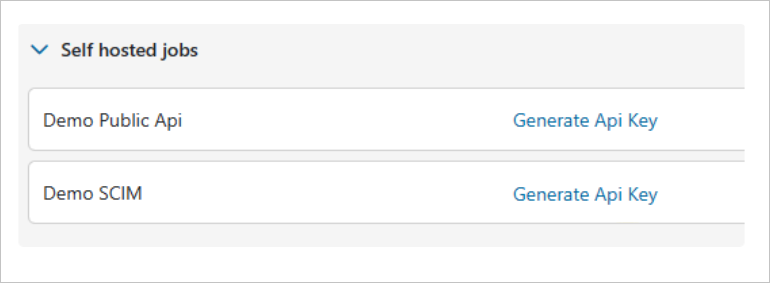 Self hosted jobs
Demo Public Api Generate Api Key
Demo SCIM Generate Api Key